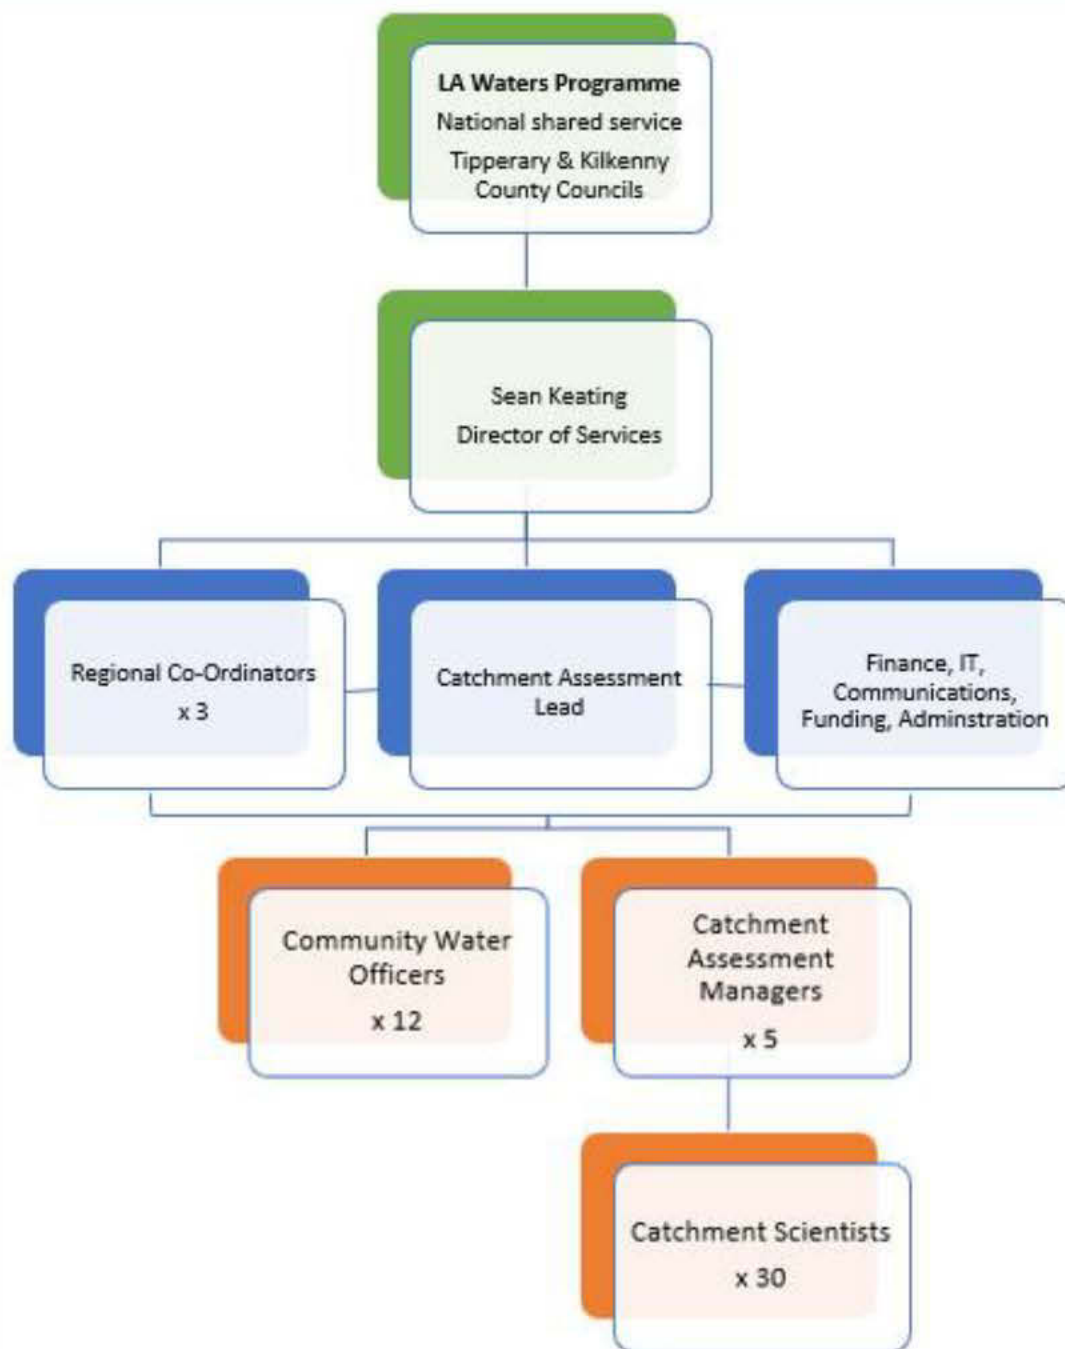 LA Waters Programme
National shared service
Tipperary & Kilkenny
County Councils
Sean Keating
Director of Services
Regional Co-Ordinators
x 3
Catchment Assessment
Lead
Finance, IT,
Communications,
Funding, Adminstration
Community Water
Officers
x 12
Catchment
Assessment
Managers
x 5
Catchment Scientists
x 30